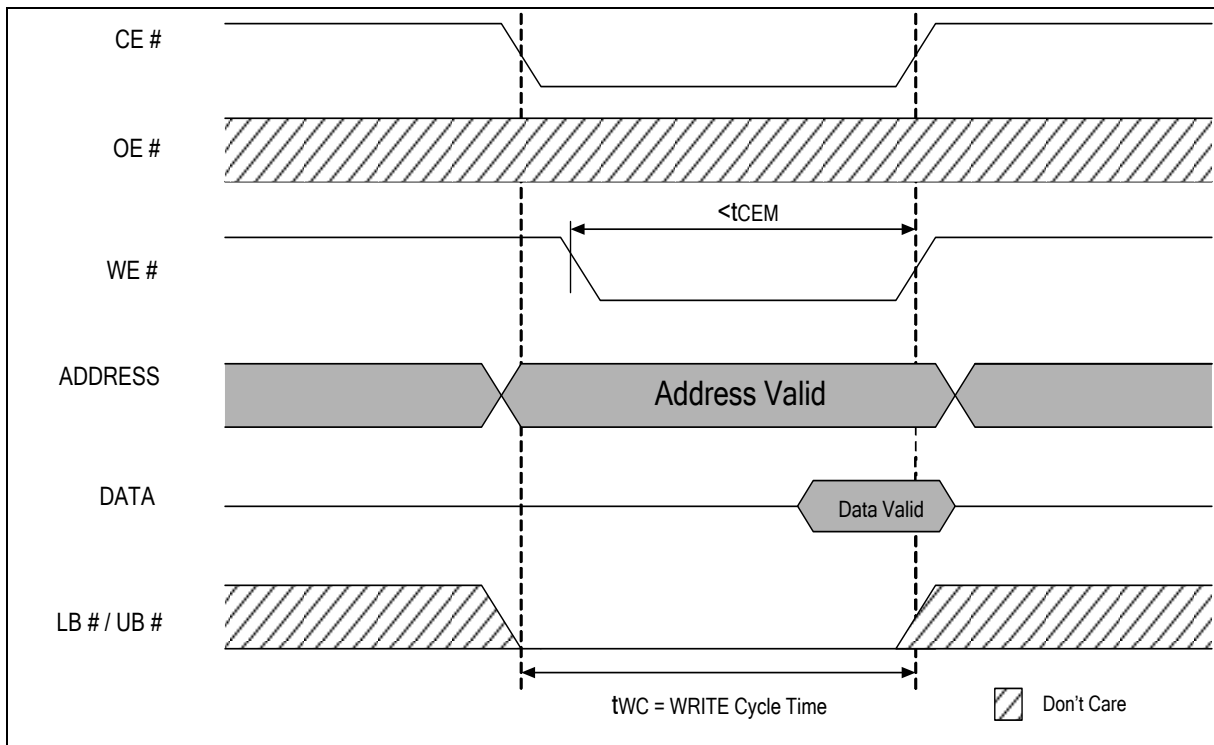 CE #
OE #
<tCEM
WE #
ADDRESS
Address Valid
DATA
Data Valid
LB # / UB #
tWC = WRITE Cycle Time
Don't Care